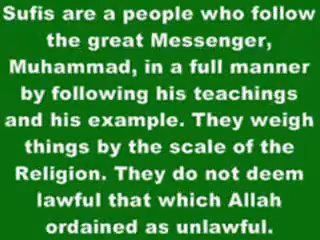 Sufis are a people who follow
the great Messenger,
Muhammad, in a full manner
by following his teachings
and his example. They weigh
things by the scale of the
Religion. They do not deem
lawful that which Allah
ordained as unlawful.